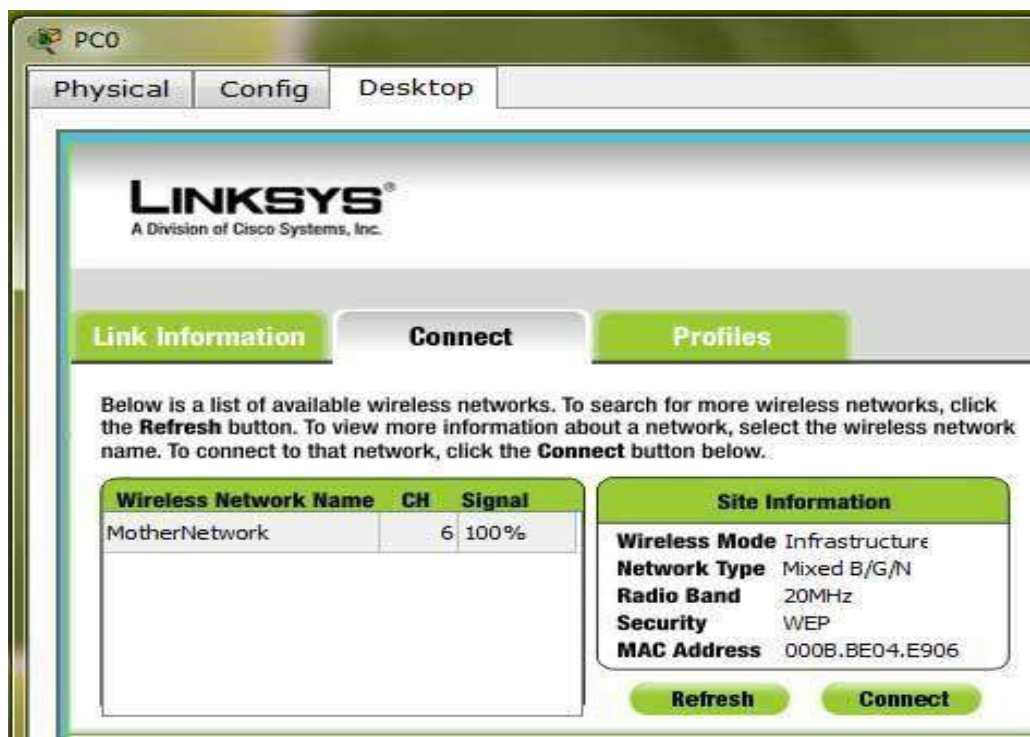 PC0
Physical Config Desktop
LINKSYS®
A Division of Cisco Systems, Inc.
Link Information Connect Profiles
Below is a list of available wireless networks. To search for more wireless networks, click
the Refresh button. To view more information about a network, select the wireless network
name. To connect to that network, click the Connect button below.
Wireless Network Name CH Signal
MotherNetwork 6 100%
Site Information
Wireless Mode Infrastructure
Network Type Mixed B/G/N
Radio Band 20MHz
Security WEP
MAC Address 000B.BE04.E906
Refresh Connect